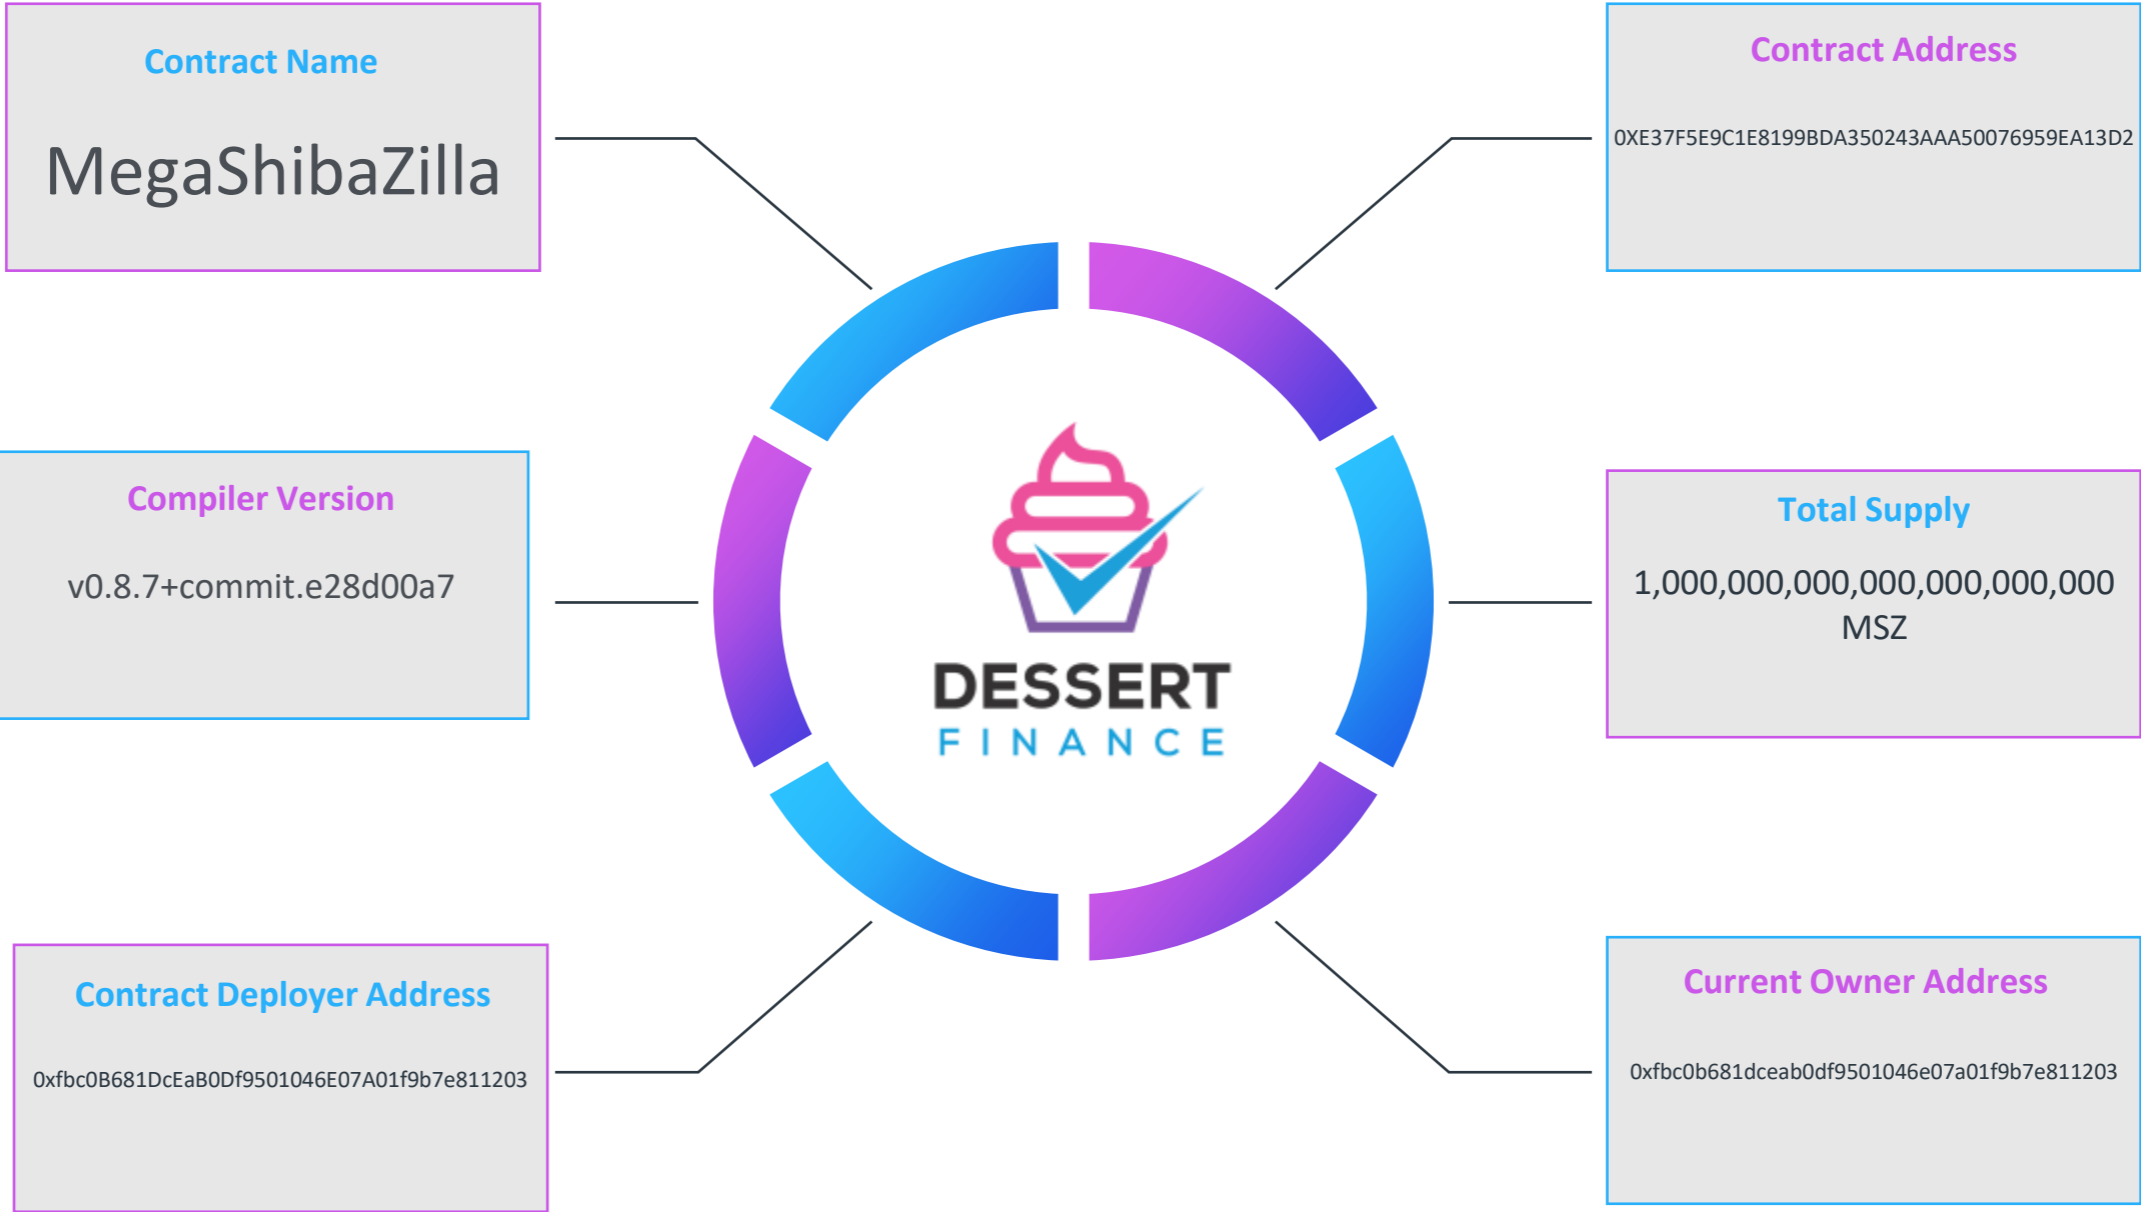 Contract Name
MegaShibaZilla
Contract Address
0XE37F5E9C1E8199BDA350243AAA50076959EA13D2
Compiler Version
v0.8.7+commit.e28d00a7
Total Supply
1,000,000,000,000,000,000,000
MSZ
DESSERT
FINANCE
Contract Deployer Address
0xfbc0B681DcEaB0Df9501046E07A01f9b7e811203
Current Owner Address
0xfbc0b681dceab0df9501046e07a01f9b7e811203